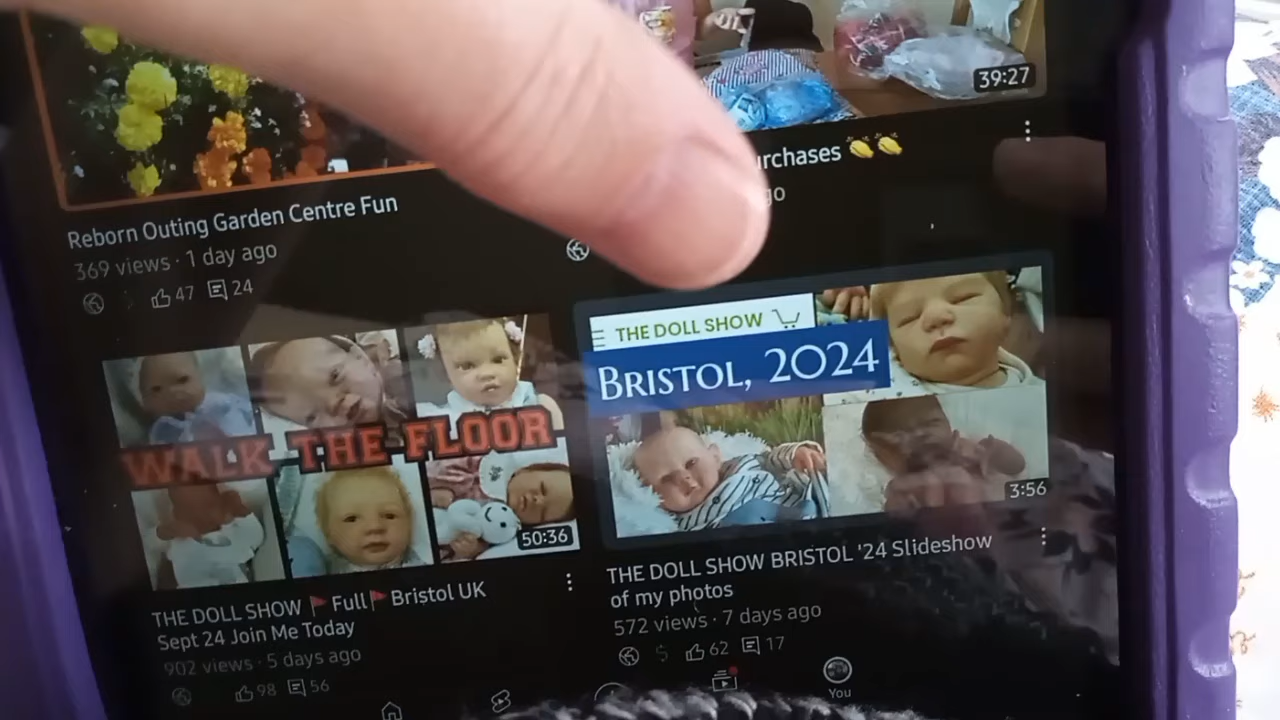 39:27
urchases 👏👏
go
Reborn Outing Garden Centre Fun
369 views · 1 day ago
47 24
WALK THE FLOOR
50:36
THE DOLL SHOW 🚩Full🚩 Bristol UK
Sept 24 Join Me Today
902 views · 5 days ago
98 56
THE DOLL SHOW
BRISTOL, 2024
3:56
THE DOLL SHOW BRISTOL '24 Slideshow
of my photos
572 views · 7 days ago
$ 62 17
You